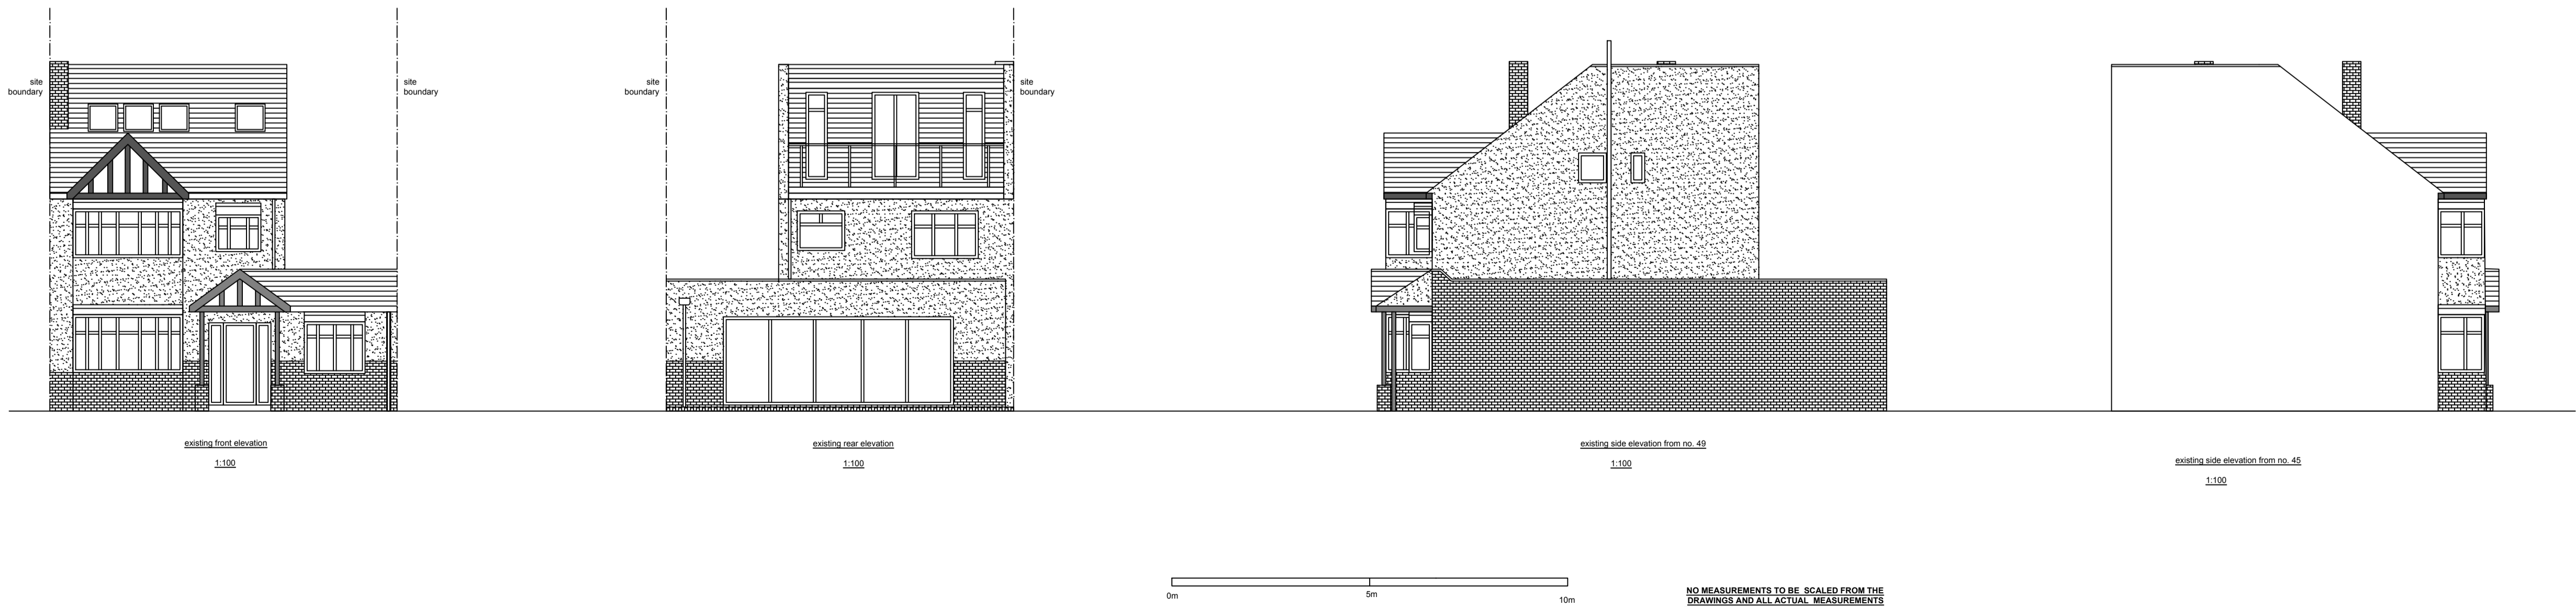 site
boundary
site
boundary
site
boundary
site
boundary
existing front elevation
1:100
existing rear elevation
1:100
existing side elevation from no. 49
1:100
existing side elevation from no. 45
1:100
0m
5m
10m
NO MEASUREMENTS TO BE SCALED FROM THE
DRAWINGS AND ALL ACTUAL MEASUREMENTS